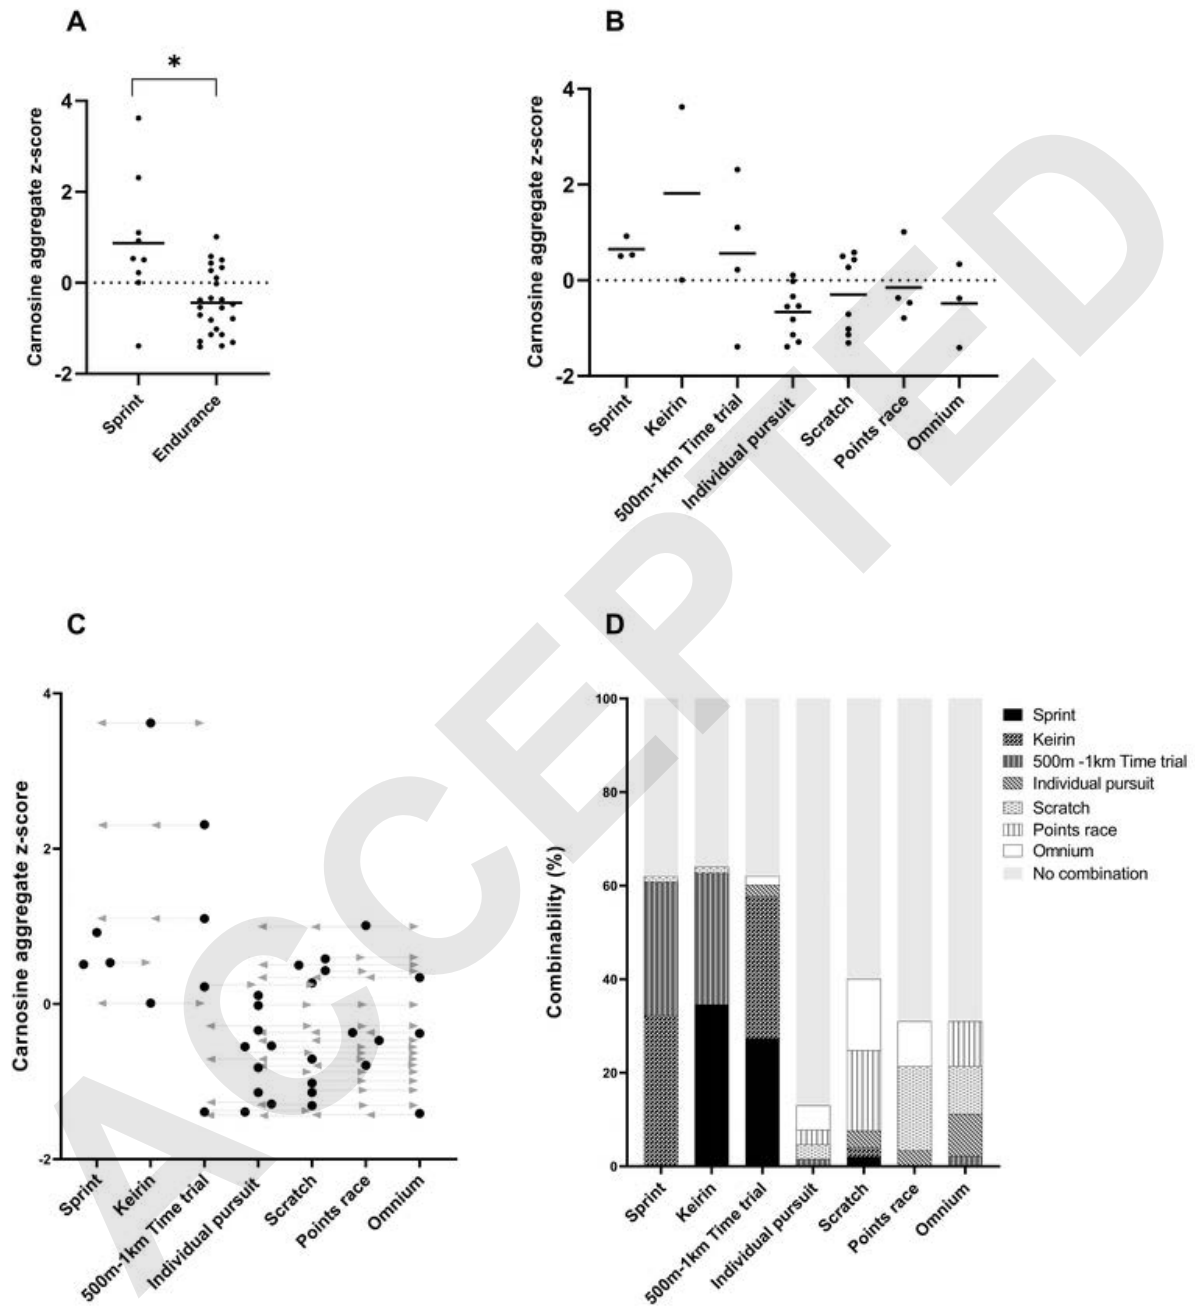 A
B
*
Carnosine aggregate z-score
4
2
0
-2
Sprint
Endurance
Carnosine aggregate z-score
4
2
0
-2
Sprint
Keirin
500m-1km Time trial
Individual pursuit
Scratch
Points race
Omnium
C
D
Carnosine aggregate z-score
4
2
0
-2
Sprint
Keirin
500m-1km Time trial
Individual pursuit
Scratch
Points race
Omnium
Combinability (%)
100
80
60
40
20
0
Sprint
Keirin
500m-1km Time trial
Individual pursuit
Scratch
Points race
Omnium
Sprint
Keirin
500m -1km Time trial
Individual pursuit
Scratch
Points race
Omnium
No combination
ACCEPTED